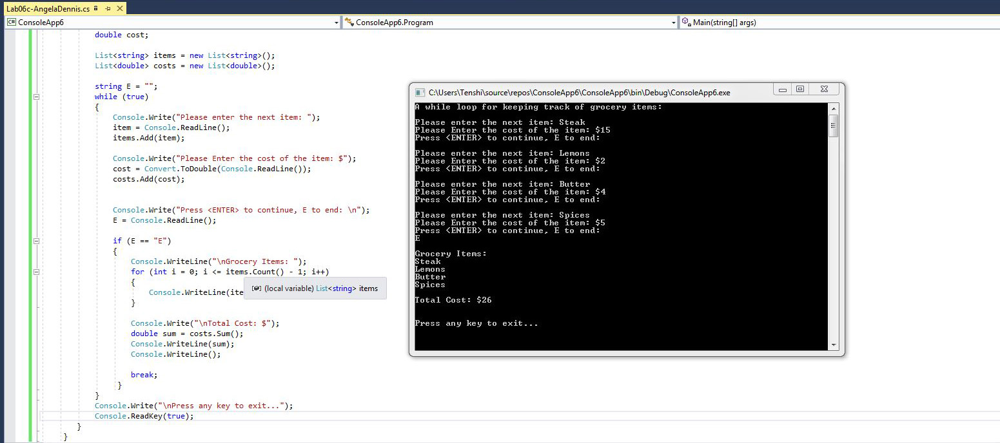 Lab06c-AngelaDennis.cs
C# ConsoleApp6
ConsoleApp6.Program
Main(string[] args)
double cost;
List<string> items = new List<string>();
List<double> costs = new List<double>();
string E = "";
while (true)
{
Console.Write("Please enter the next item: ");
item = Console.ReadLine();
items.Add(item);
Console.Write("Please Enter the cost of the item: $");
cost = Convert.ToDouble(Console.ReadLine());
costs.Add(cost);
Console.Write("Press <ENTER> to continue, E to end: \n");
E = Console.ReadLine();
if (E == "E")
{
Console.WriteLine("\nGrocery Items: ");
for (int i = 0; i <= items.Count() - 1; i++)
{
Console.WriteLine(ite
(local variable) List<string> items
}
Console.Write("\nTotal Cost: $");
double sum = costs.Sum();
Console.WriteLine(sum);
Console.WriteLine();
break;
}
}
Console.Write("\nPress any key to exit...");
Console.ReadKey(true);
}
}
C:\Users\Tenshi\source\repos\ConsoleApp6\ConsoleApp6\bin\Debug\ConsoleApp6.exe
A while loop for keeping track of grocery items:
Please enter the next item: Steak
Please Enter the cost of the item: $15
Press <ENTER> to continue, E to end:
Please enter the next item: Lemons
Please Enter the cost of the item: $2
Press <ENTER> to continue, E to end:
Please enter the next item: Butter
Please Enter the cost of the item: $4
Press <ENTER> to continue, E to end:
Please enter the next item: Spices
Please Enter the cost of the item: $5
Press <ENTER> to continue, E to end:
E
Grocery Items:
Steak
Lemons
Butter
Spices
Total Cost: $26
Press any key to exit...